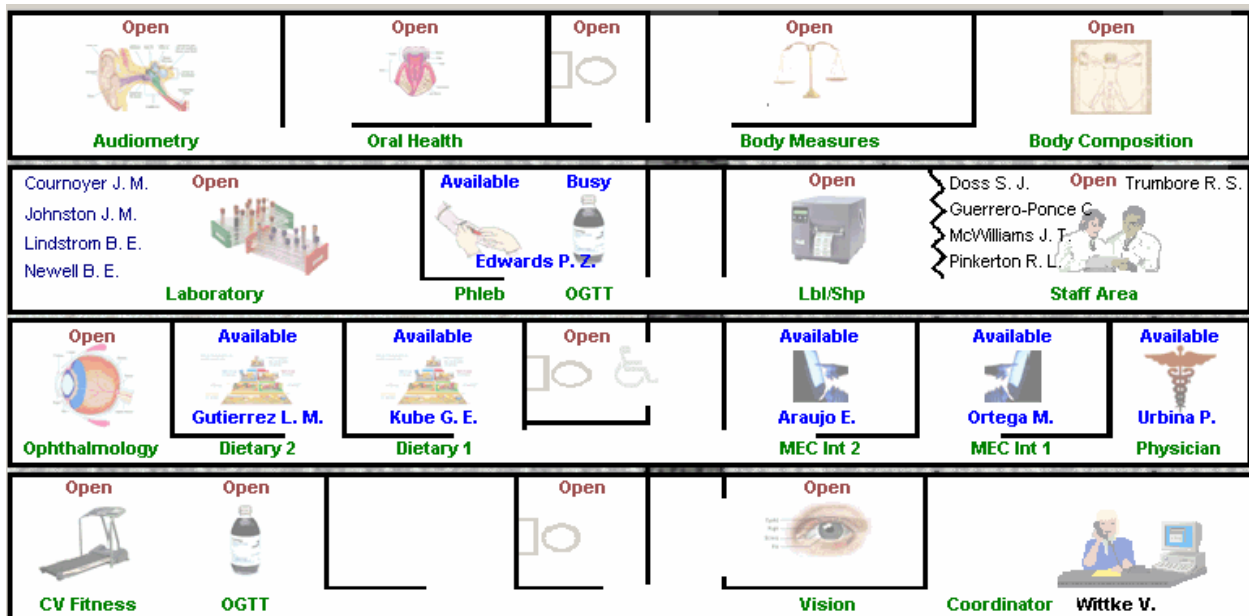 Open Open Open Open Open
Audiometry Oral Health Body Measures Body Composition
Cournoyer J. M. Open Available Busy Open Doss S. J. Open Trumbore R. S.
Johnston J. M. Guerrero-Ponce C
Lindstrom B. E. McWilliams J. T.
Newell B. E. Edwards P. Z. Pinkerton R. L.
Laboratory Phleb OGTT Lbl/Shp Staff Area
Open Available Available Open Available Available Available
Gutierrez L. M. Kube G. E. Araujo E. Ortega M. Urbina P.
Ophthalmology Dietary 2 Dietary 1 MEC Int 2 MEC Int 1 Physician
Open Open Open Open
CV Fitness OGTT Vision Coordinator Wittke V.